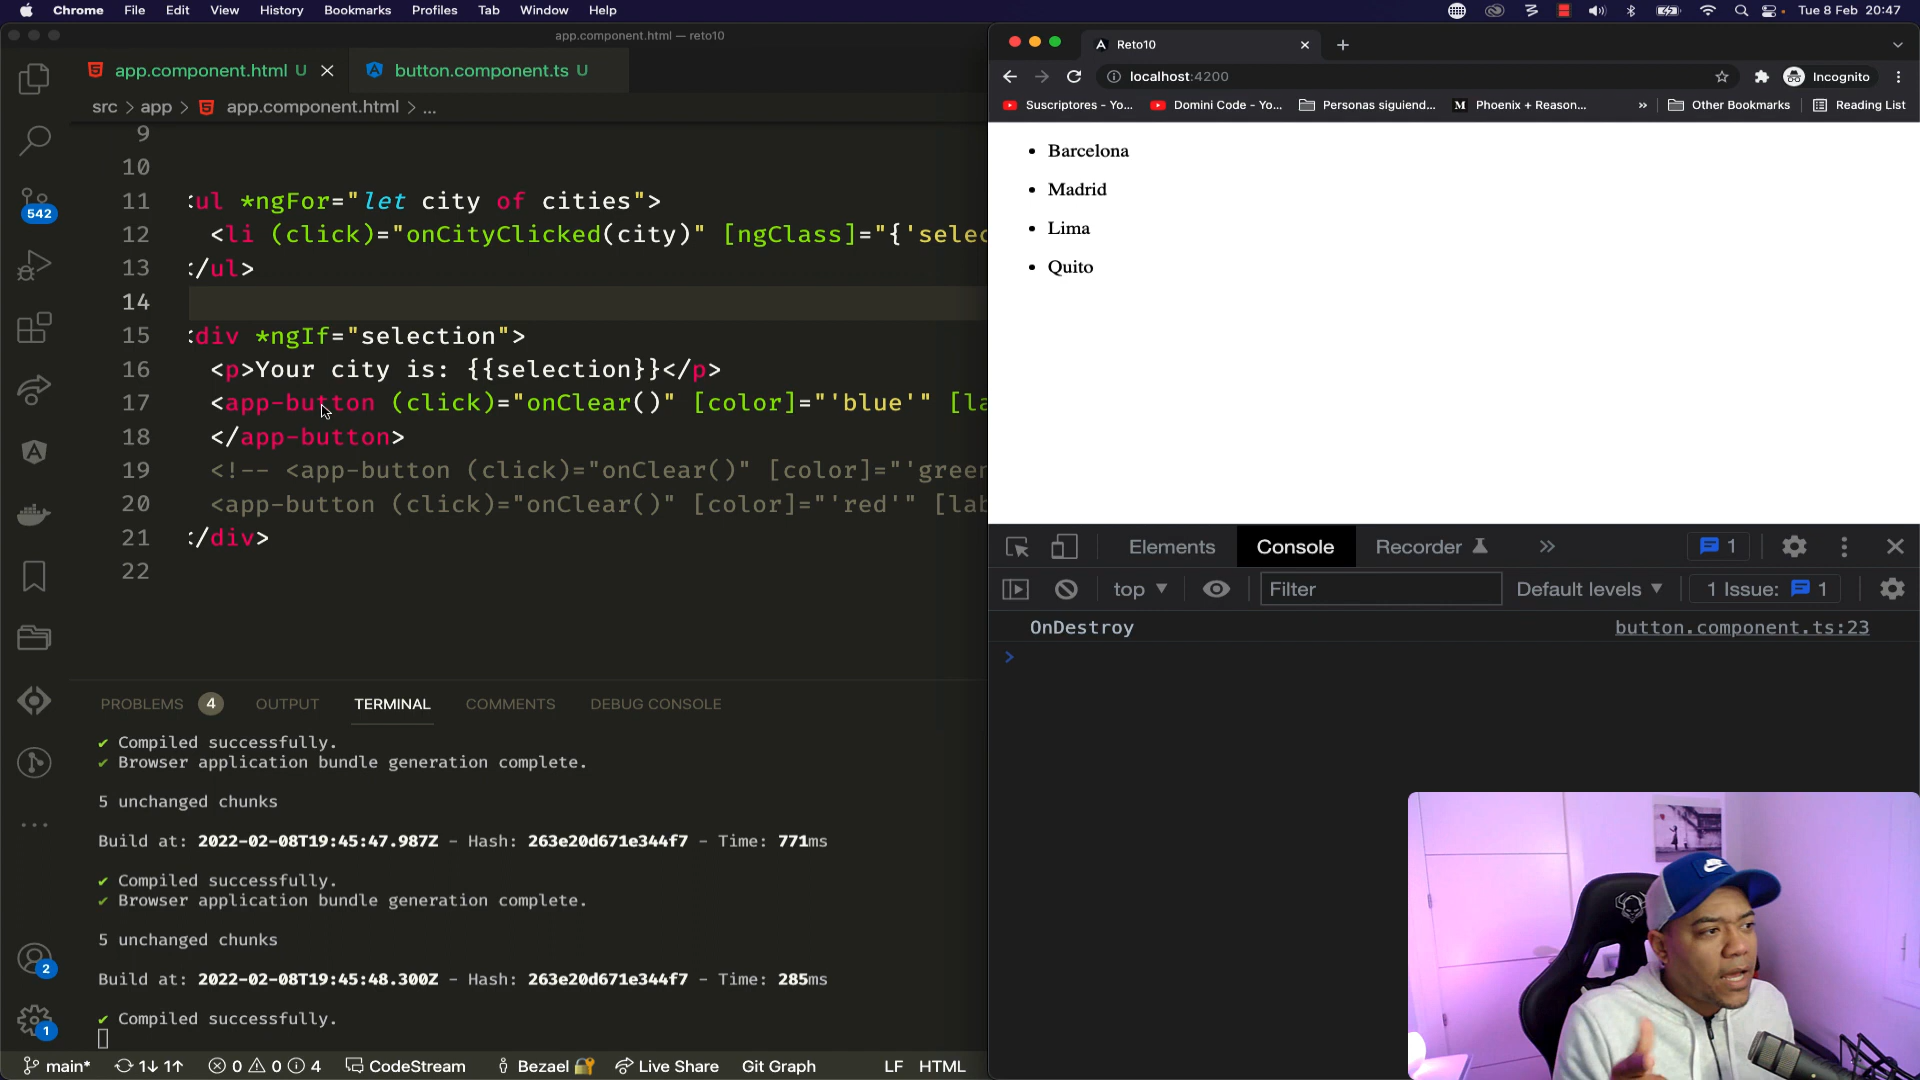 Chrome File Edit View History Bookmarks Profiles Tab Window Help
Tue 8 Feb 20:47
app.component.html — reto10
app.component.html U
button.component.ts U
src > app > app.component.html > ...
9
10
11 <ul *ngFor="let city of cities">
12 <li (click)="onCityClicked(city)" [ngClass]="{'selec
13 </ul>
14
15 <div *ngIf="selection">
16 <p>Your city is: {{selection}}</p>
17 <app-button (click)="onClear()" [color]="'blue'" [la
18 </app-button>
19 <!-- <app-button (click)="onClear()" [color]="'green
20 <app-button (click)="onClear()" [color]="'red'" [lab
21 </div>
22
542
2
1
PROBLEMS 4 OUTPUT TERMINAL COMMENTS DEBUG CONSOLE
✔ Compiled successfully.
✔ Browser application bundle generation complete.
5 unchanged chunks
Build at: 2022-02-08T19:45:47.987Z - Hash: 263e20d671e344f7 - Time: 771ms
✔ Compiled successfully.
✔ Browser application bundle generation complete.
5 unchanged chunks
Build at: 2022-02-08T19:45:48.300Z - Hash: 263e20d671e344f7 - Time: 285ms
✔ Compiled successfully.
main* 1↓ 1↑ 0 0 4 CodeStream Bezael Live Share Git Graph LF HTML
Reto10
localhost:4200
Incognito
Suscriptores - Yo... Domini Code - Yo... Personas siguiend... Phoenix + Reason... » Other Bookmarks Reading List
• Barcelona
• Madrid
• Lima
• Quito
Elements Console Recorder » 1
top Filter Default levels 1 Issue: 1
OnDestroy button.component.ts:23
>